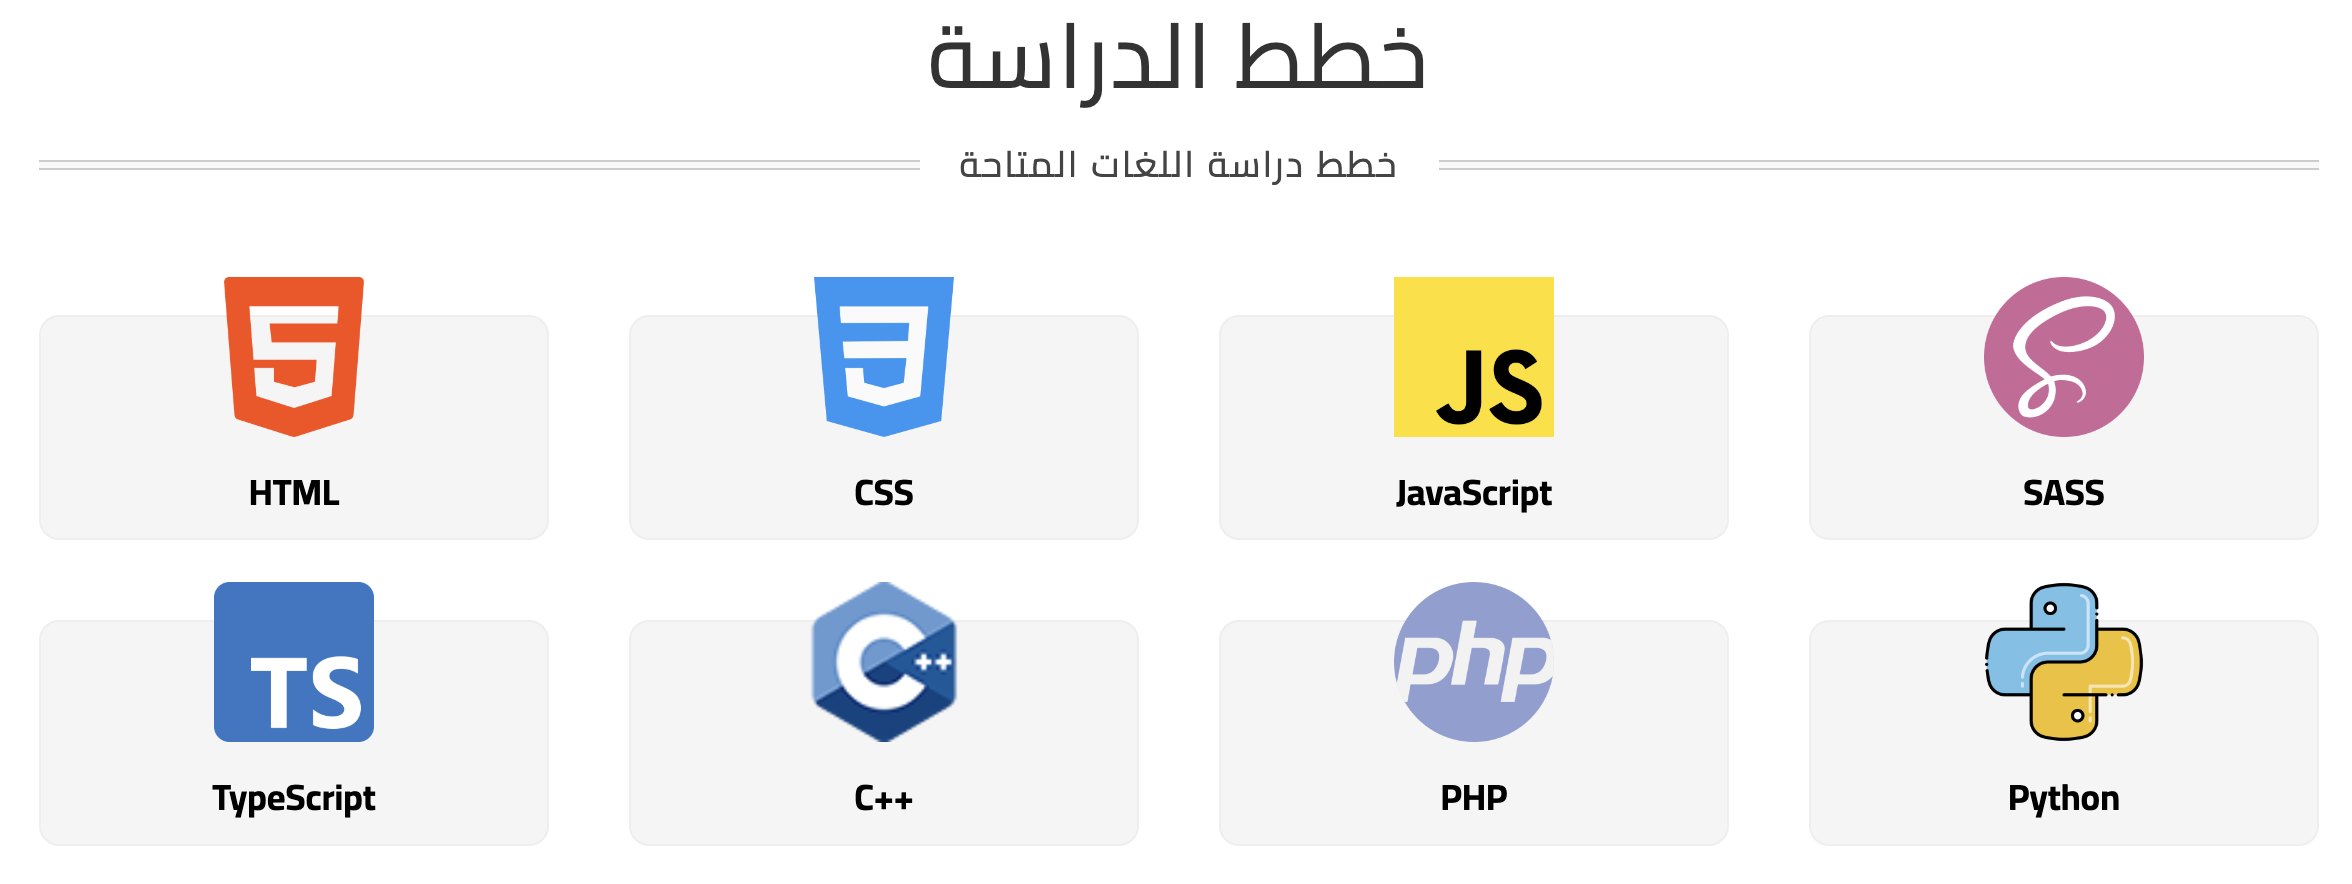 خطط الدراسة
خطط دراسة اللغات المتاحة
JS
HTML
CSS
JavaScript
SASS
TS
C++
php
TypeScript
C++
PHP
Python